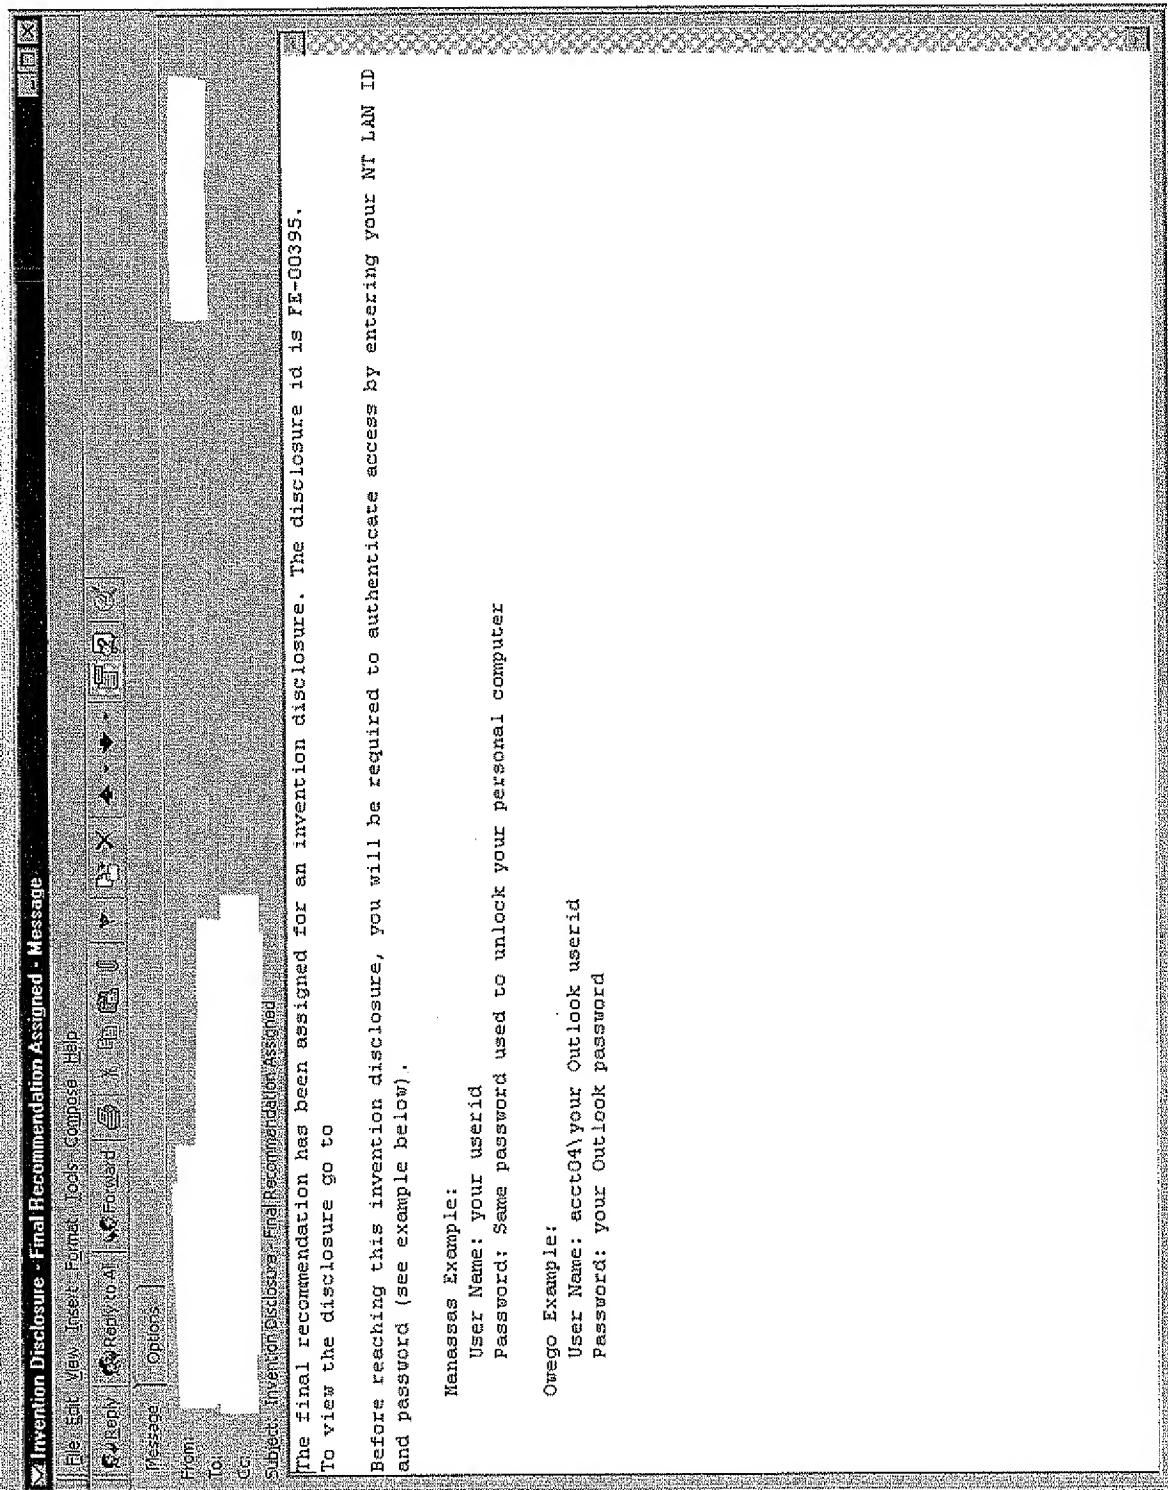 Invention Disclosure - Final Recommendation Assigned - Message
File Edit View Insert Format Tools Compose Help
Reply Reply to All Forward
Message Options
From:
To:
Cc:
Subject: Invention Disclosure - Final Recommendation Assigned
The final recommendation has been assigned for an invention disclosure. The disclosure id is FE-00395.
To view the disclosure go to
Before reaching this invention disclosure, you will be required to authenticate access by entering your NT LAN ID
and password (see example below).
Manassas Example:
User Name: your userid
Password: Same password used to unlock your personal computer
Owego Example:
User Name: acct04\your Outlook userid
Password: your Outlook password